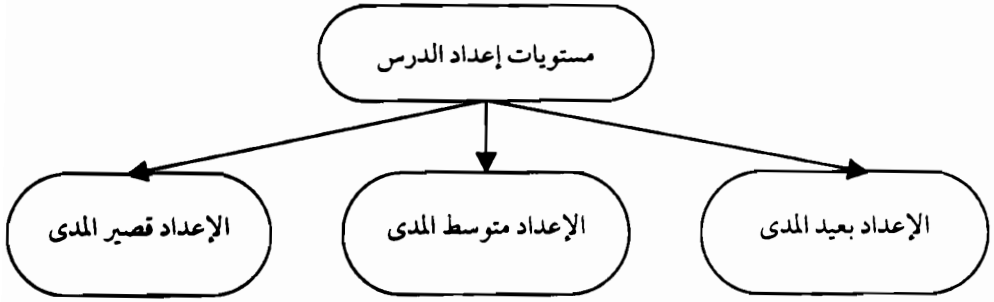 مستويات إعداد الدرس
الإعداد بعيد المدى
الإعداد متوسط المدى
الإعداد قصير المدى